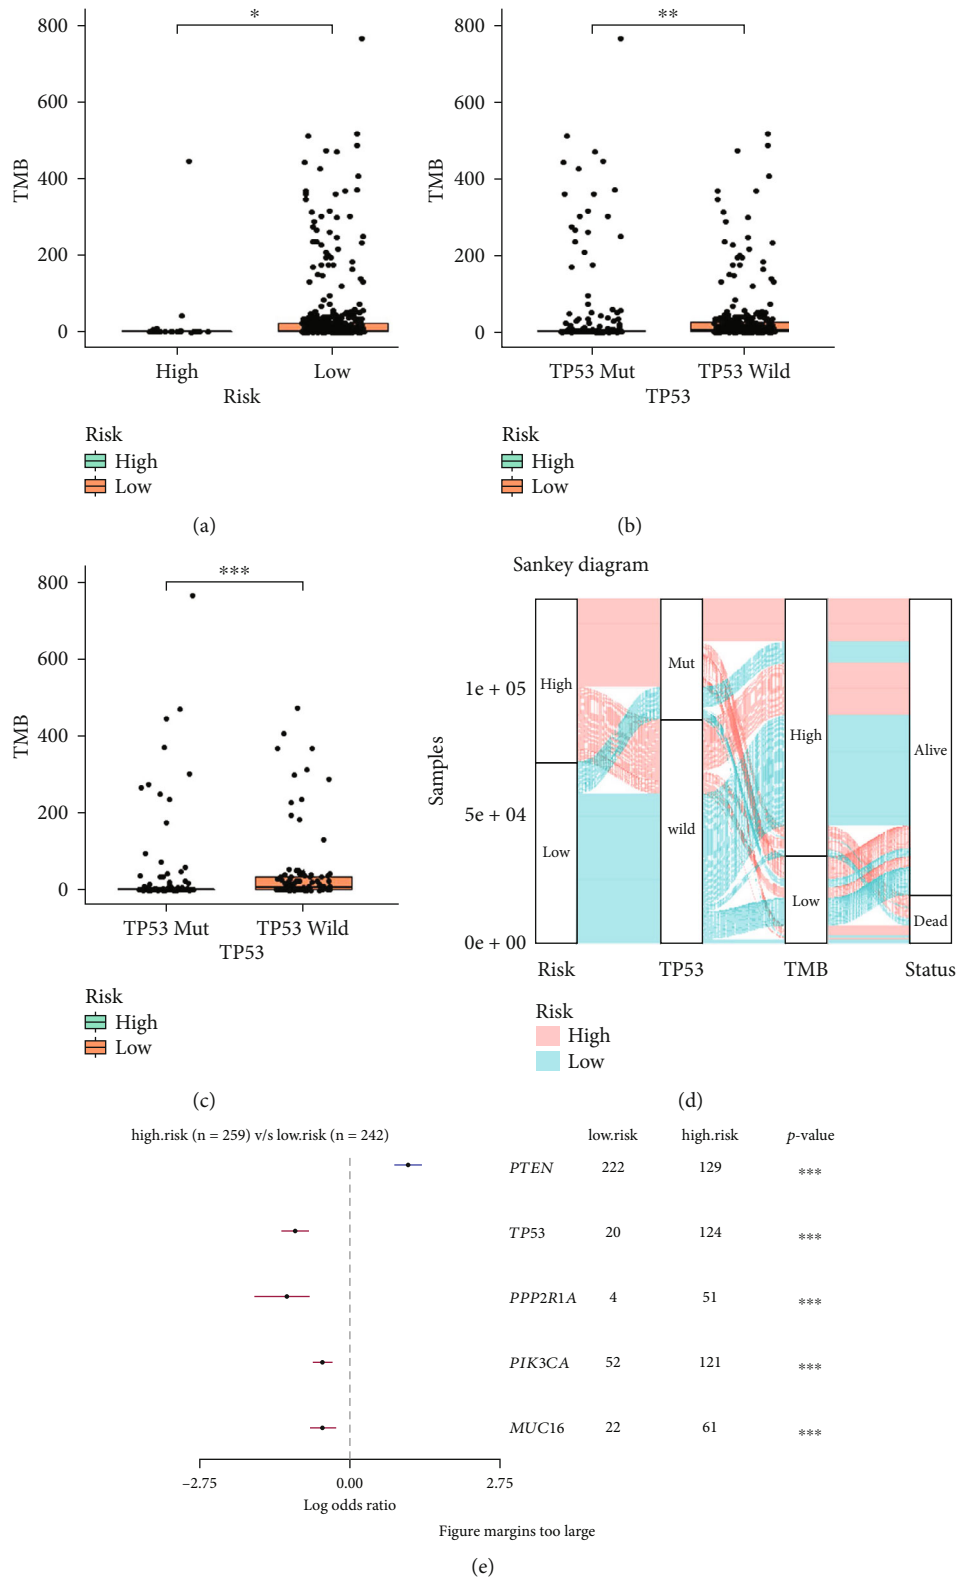 800
*
600
TMB
400
200
0
High
Low
Risk
Risk
High
Low
(a)
800
**
600
TMB
400
200
0
TP53 Mut
TP53 Wild
TP53
Risk
High
Low
(b)
800
***
600
TMB
400
200
0
TP53 Mut
TP53 Wild
TP53
Risk
High
Low
(c)
Sankey diagram
Samples
1e + 05
5e + 04
0e + 00
High
Low
Mut
wild
High
Low
Alive
Dead
Risk
TP53
TMB
Status
Risk
High
Low
(d)
high.risk (n = 259) v/s low.risk (n = 242)
low.risk high.risk p-value
PTEN 222 129 ***
TP53 20 124 ***
PPP2R1A 4 51 ***
PIK3CA 52 121 ***
MUC16 22 61 ***
−2.75 0.00 2.75
Log odds ratio
Figure margins too large
(e)